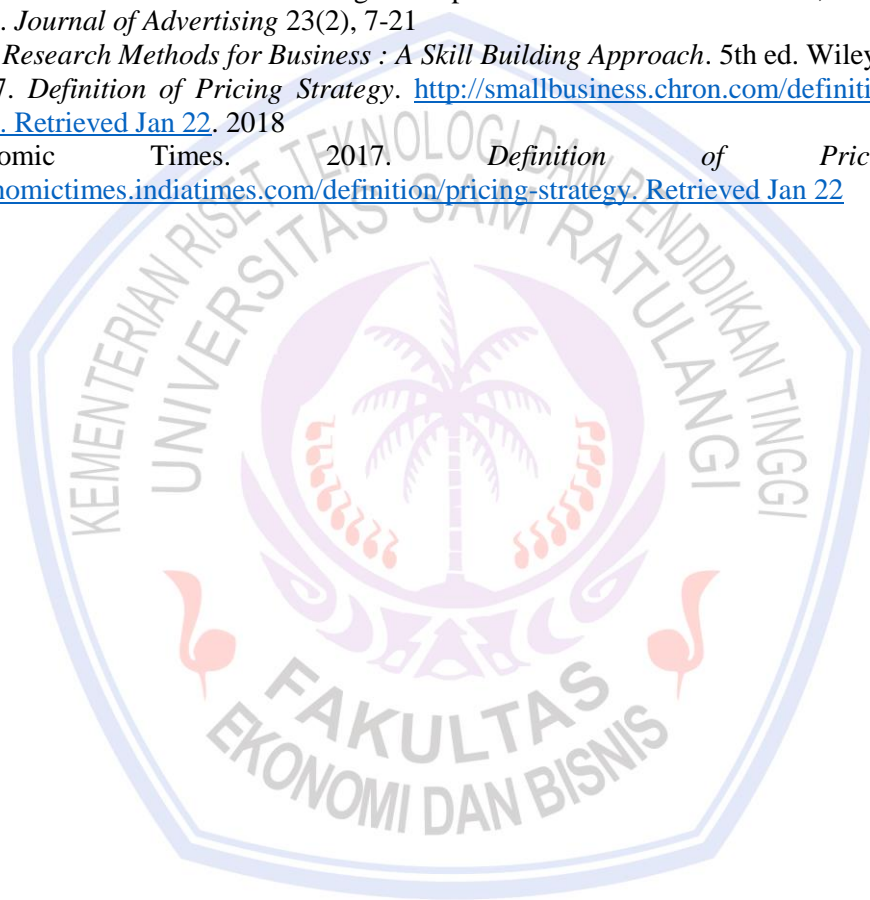 . Journal of Advertising 23(2), 7-21
Research Methods for Business : A Skill Building Approach. 5th ed. Wiley
7. Definition of Pricing Strategy. http://smallbusiness.chron.com/definiti
. Retrieved Jan 22. 2018
omic Times. 2017. Definition of Pric
nomictimes.indiatimes.com/definition/pricing-strategy. Retrieved Jan 22
KEMENTERIAN RISET TEKNOLOGI DAN PENDIDIKAN TINGGI
UNIVERSITAS SAM RATULANGI
FAKULTAS
EKONOMI DAN BISNIS